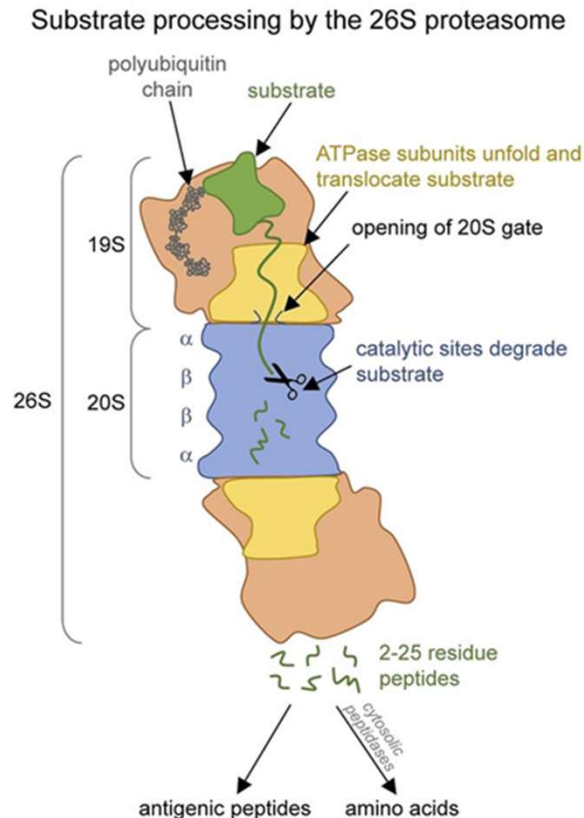 Substrate processing by the 26S proteasome
polyubiquitin
chain
substrate
ATPase subunits unfold and
translocate substrate
opening of 20S gate
19S
α
catalytic sites degrade
substrate
β
26S
20S
β
α
2-25 residue
peptides
cytosolic
peptidases
antigenic peptides
amino acids